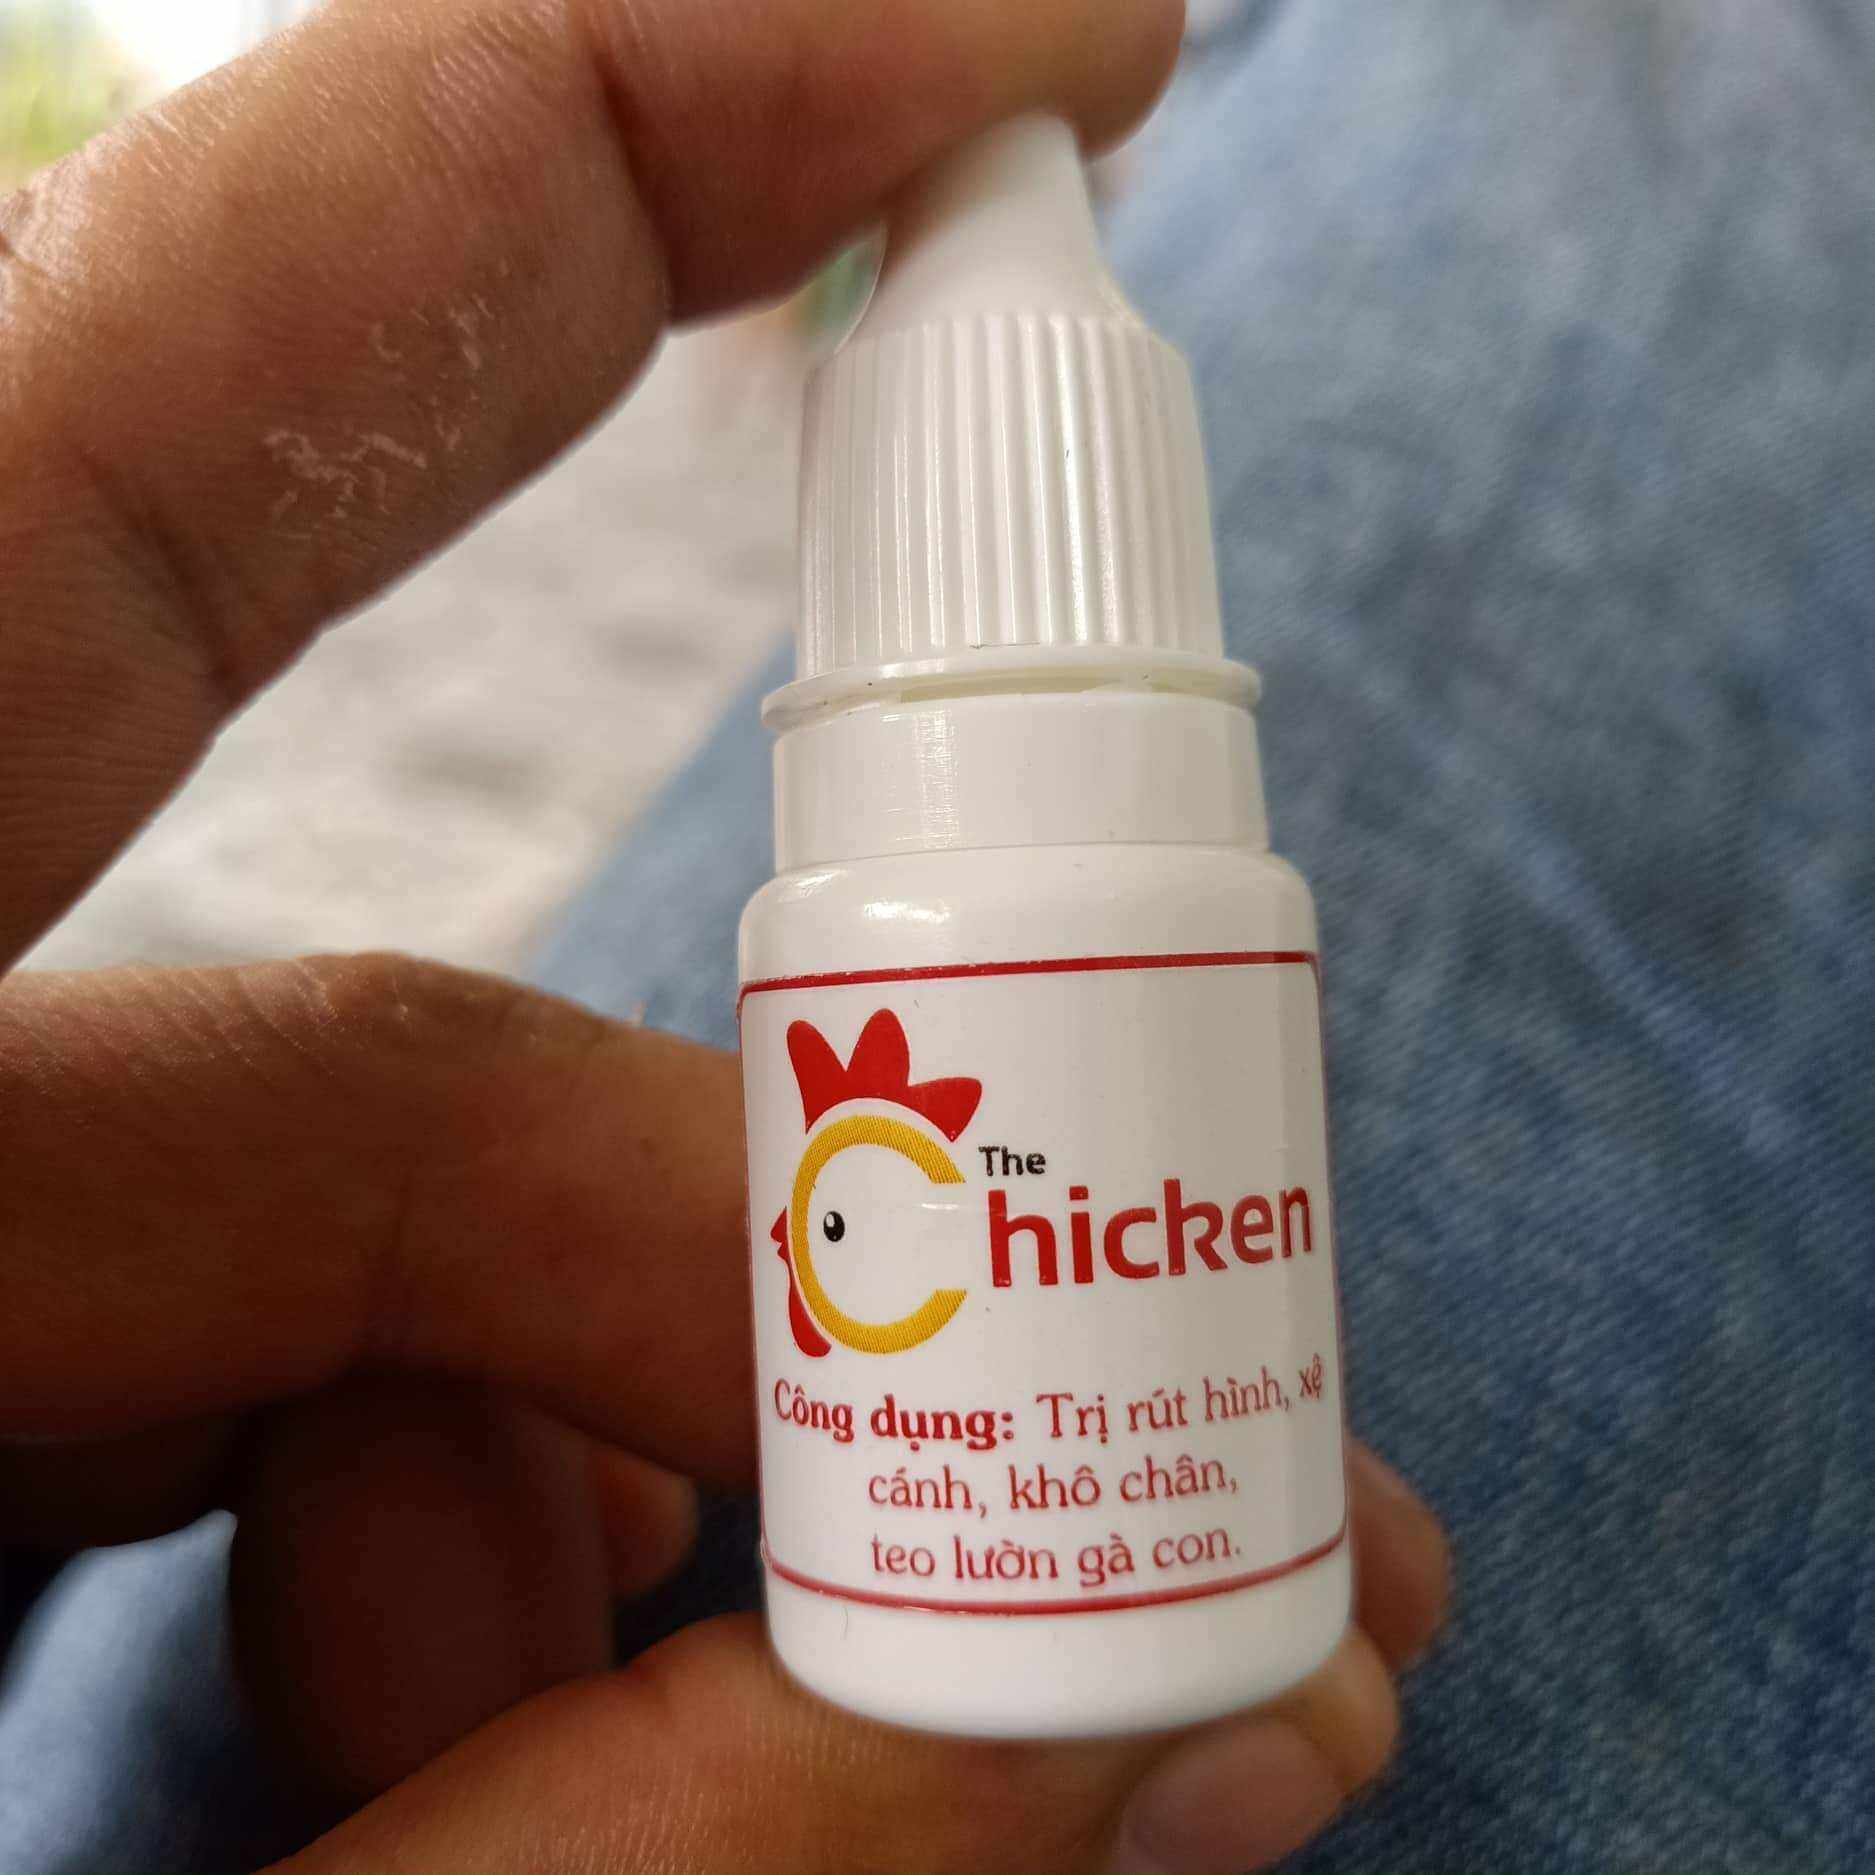 The
Chicken
Công dụng: Trị rút hình, xệ
cánh, khô chân,
teo lườn gà con.